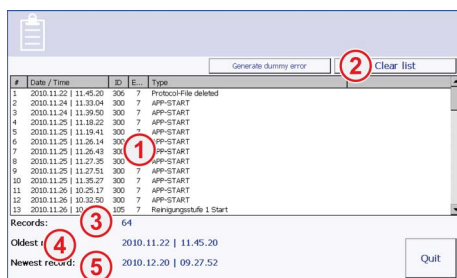 Generate dummy error
2 Clear list
# Date / Time ID E... Type
1 2010.11.22 | 11.45.20 306 7 Protocol-File deleted
2 2010.11.24 | 11.33.04 300 7 APP-START
3 2010.11.24 | 11.39.50 300 7 APP-START
4 2010.11.25 | 11.18.22 300 7 APP-START
5 2010.11.25 | 11.19.41 300 7 APP-START
6 2010.11.25 | 11.26.14 300 APP-START
7 2010.11.25 | 11.26.43 300 1 APP-START
8 2010.11.25 | 11.27.35 300 APP-START
9 2010.11.25 | 11.27.51 300 7 APP-START
10 2010.11.25 | 11.35.27 300 7 APP-START
11 2010.11.26 | 10.25.17 300 7 APP-START
12 2010.11.26 | 10.32.50 300 7 APP-START
13 2010.11.26 | 10 105 7 Reinigungsstufe 1 Start
Records: 3 64
Oldest 4 2010.11.22 | 11.45.20
Newest record: 5 2010.12.20 | 09.27.52
Quit